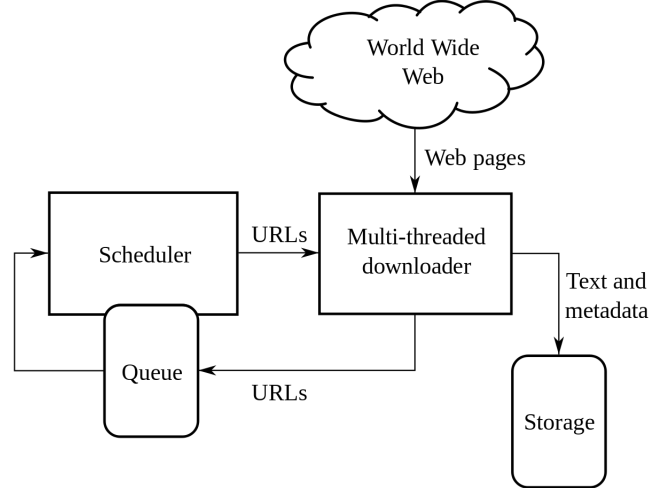 World Wide
Web
Web pages
Scheduler
URLs
Multi-threaded
downloader
Text and
metadata
Queue
URLs
Storage